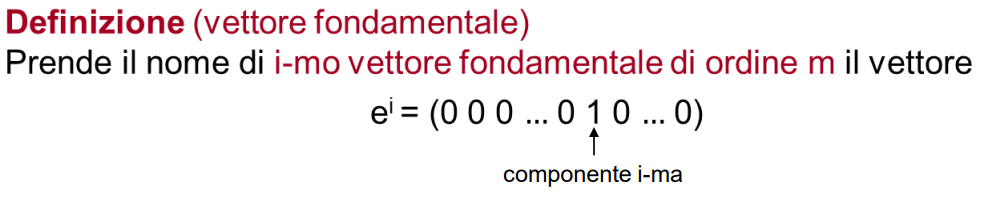 Definizione (vettore fondamentale)
Prende il nome di i-mo vettore fondamentale di ordine m il vettore
eⁱ = (0 0 0 ... 0 1 0 ... 0)
componente i-ma